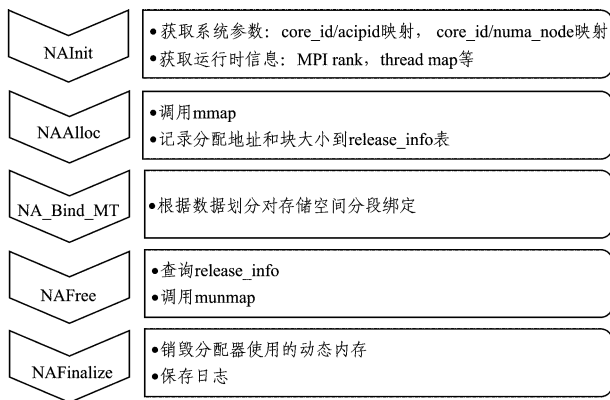 NAInit
•获取系统参数：core_id/acipid映射， core_id/numa_node映射
•获取运行时信息：MPI rank，thread map等
NAAlloc
•调用mmap
•记录分配地址和块大小到release_info表
NA_Bind_MT
•根据数据划分对存储空间分段绑定
NAFree
•查询release_info
•调用munmap
NAFinalize
•销毁分配器使用的动态内存
•保存日志